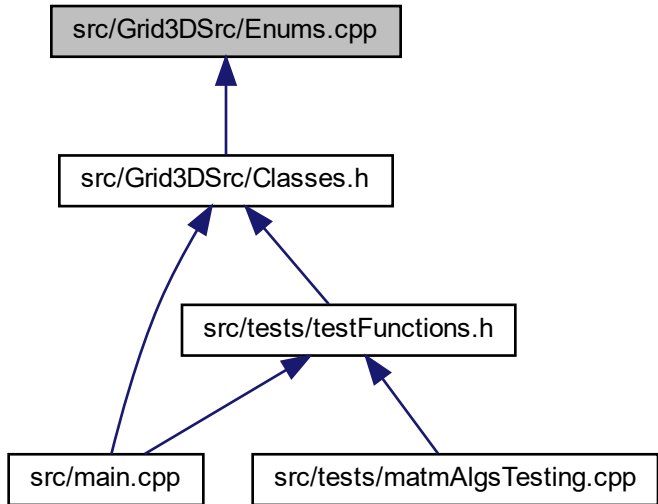 src/Grid3DSrc/Enums.cpp
src/Grid3DSrc/Classes.h
src/tests/testFunctions.h
src/main.cpp
src/tests/matmAlgsTesting.cpp